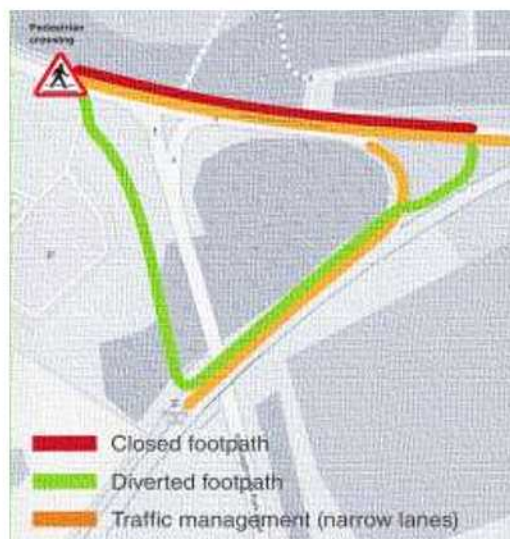 Pedestrian
crossing
P
Closed footpath
Diverted footpath
Traffic management (narrow lanes)